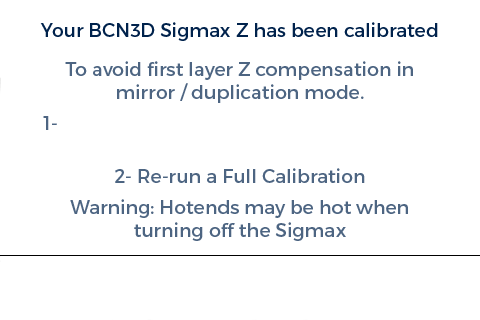 Your BCN3D Sigmax Z has been calibrated
To avoid first layer Z compensation in
mirror / duplication mode.
1-
2- Re-run a Full Calibration
Warning: Hotends may be hot when
turning off the Sigmax